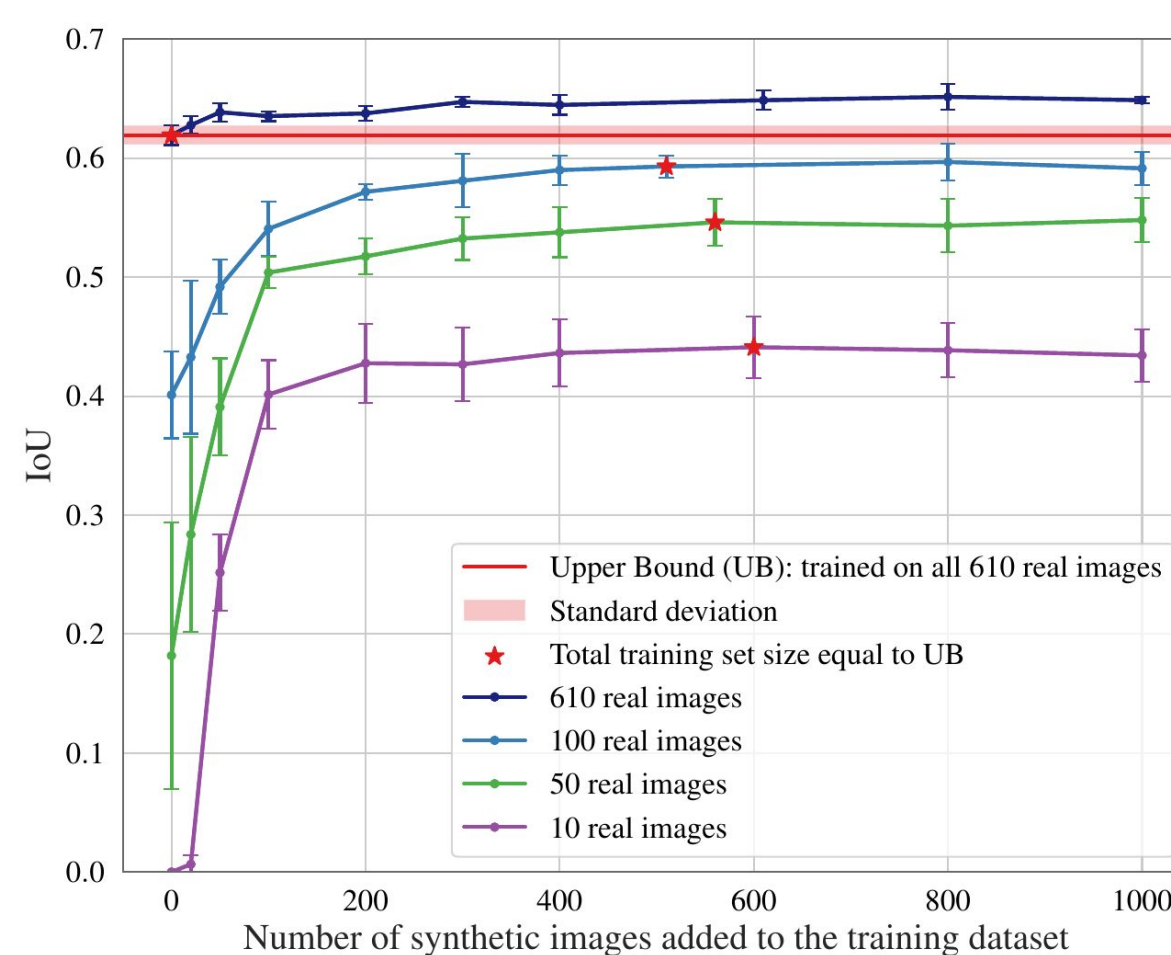 0.7
0.6
0.5
0.4
0.3
0.2
0.1
0.0
IoU
Upper Bound (UB): trained on all 610 real images
Standard deviation
Total training set size equal to UB
610 real images
100 real images
50 real images
10 real images
0 200 400 600 800 1000
Number of synthetic images added to the training dataset